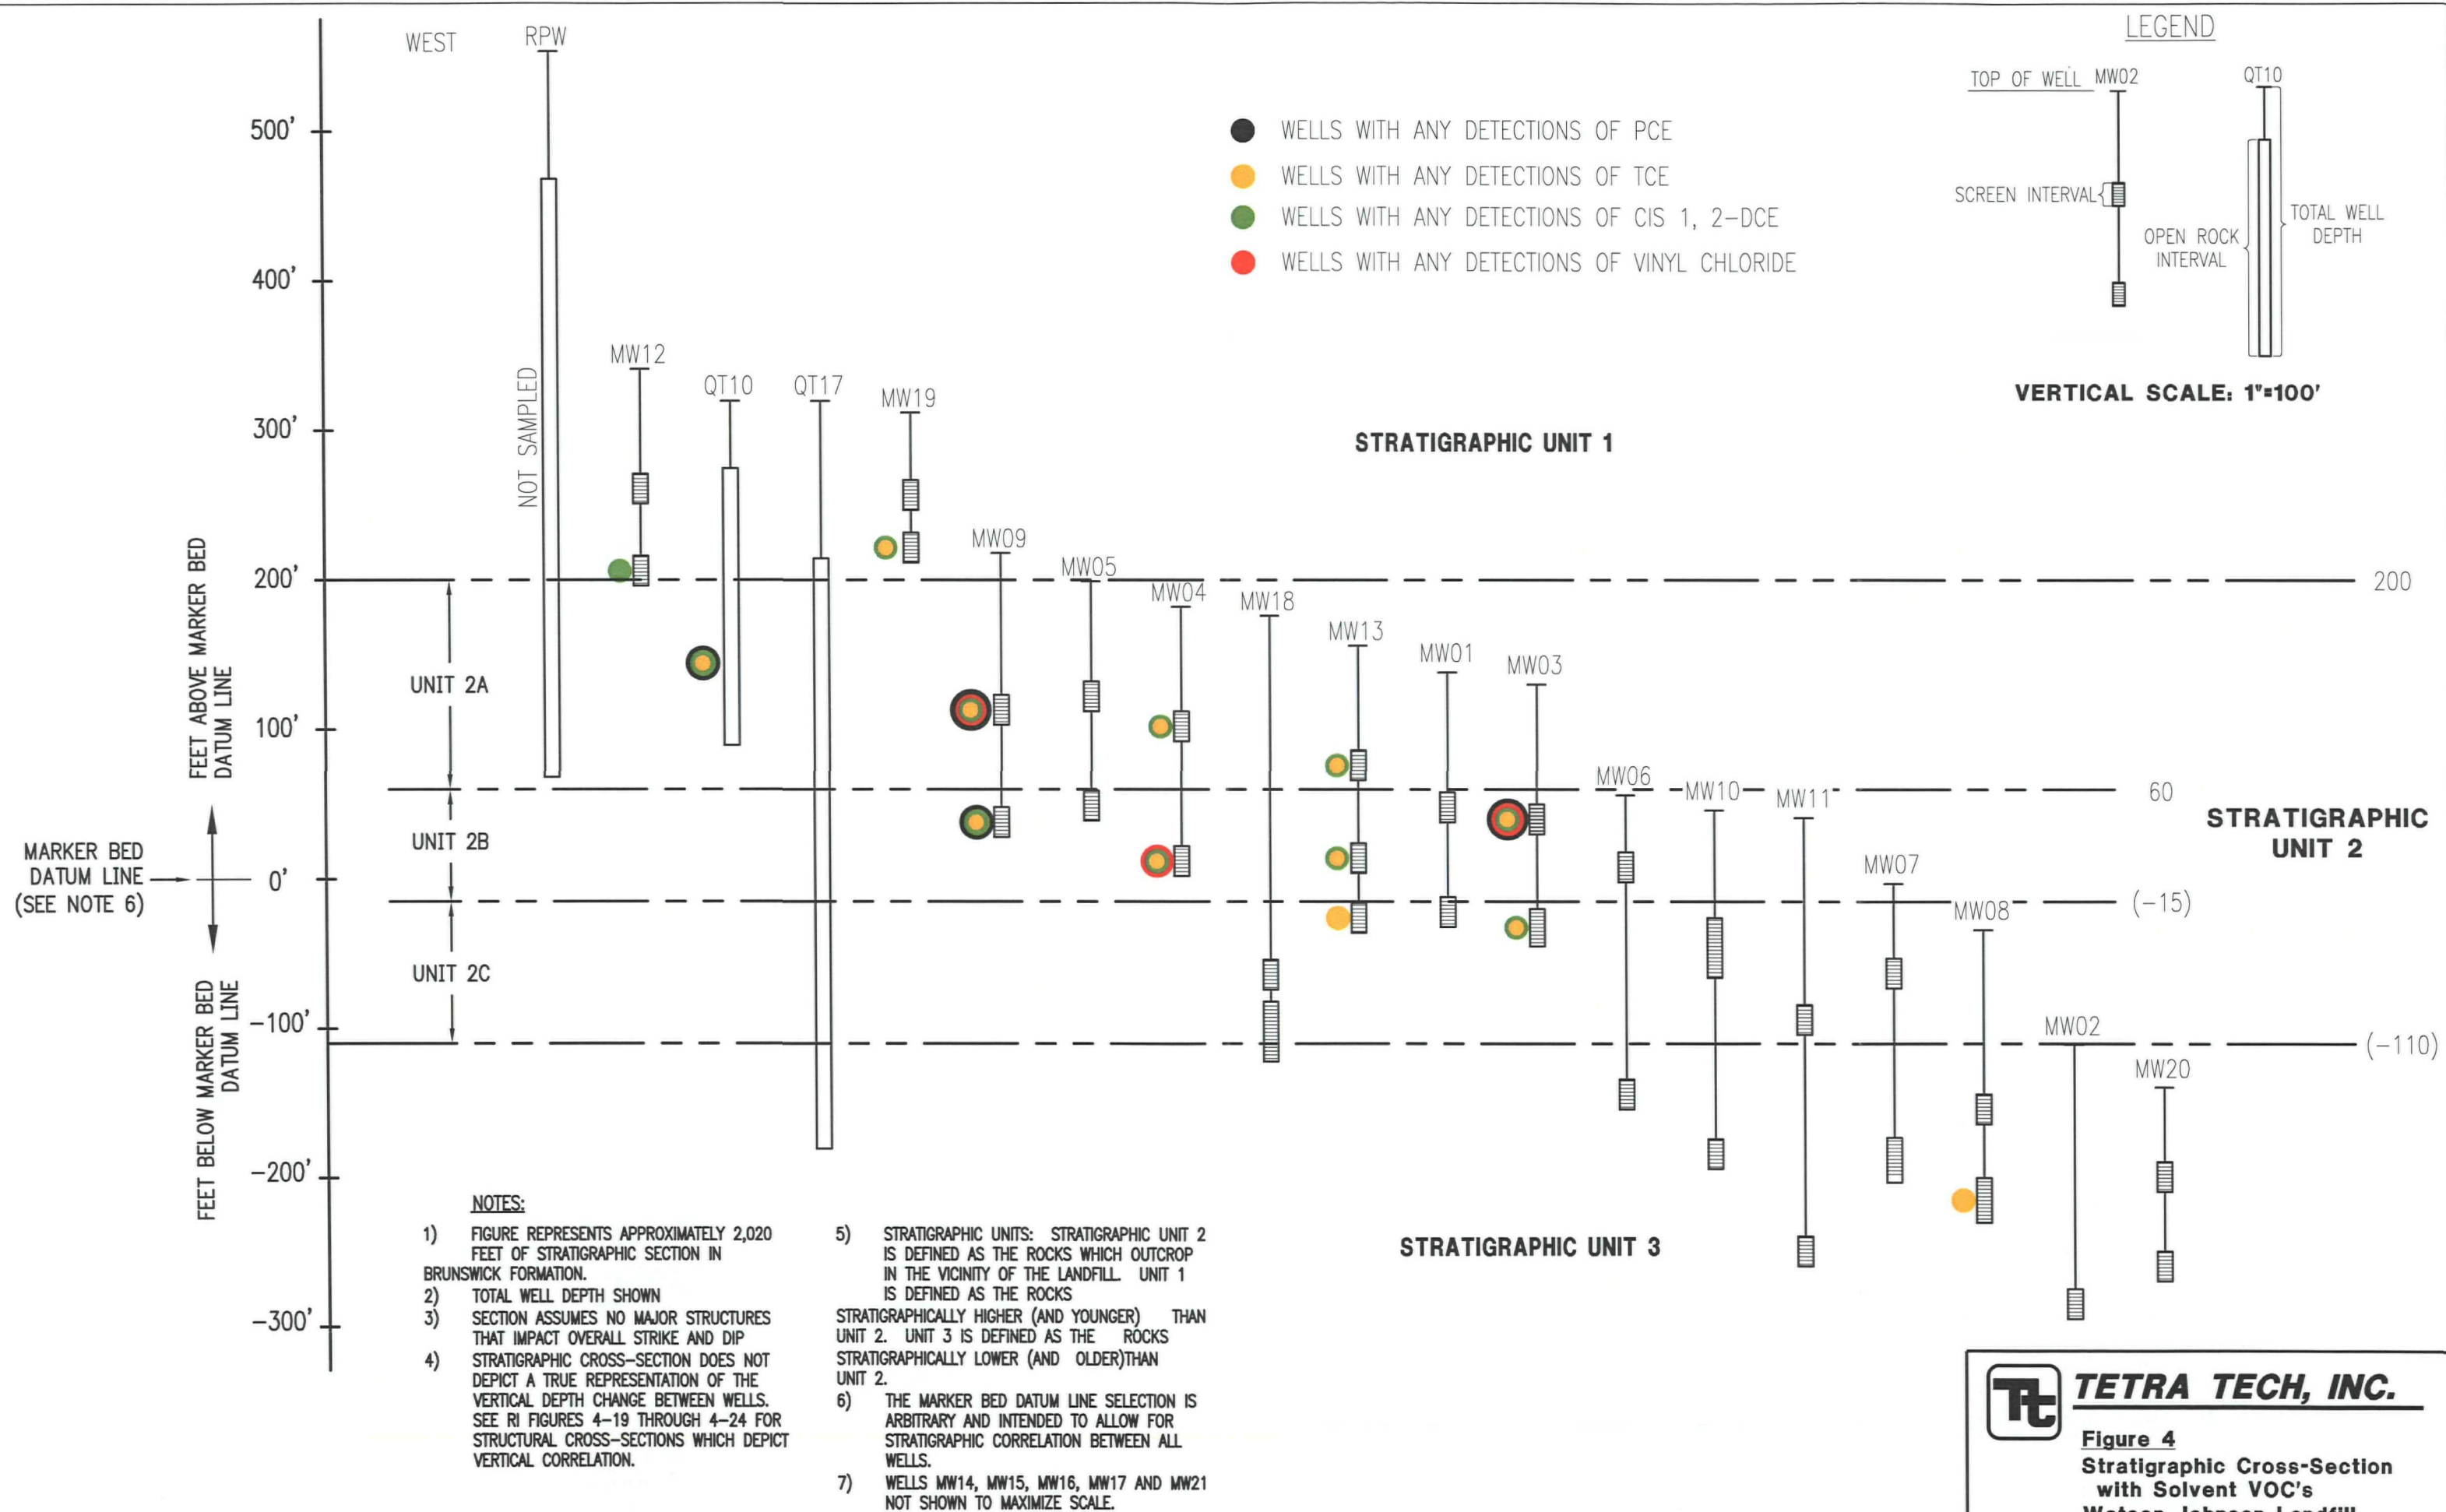 LEGEND
TOP OF WELL MW02
QT10
SCREEN INTERVAL
OPEN ROCK
INTERVAL
TOTAL WELL
DEPTH
VERTICAL SCALE: 1"=100'
WELLS WITH ANY DETECTIONS OF PCE
WELLS WITH ANY DETECTIONS OF TCE
WELLS WITH ANY DETECTIONS OF CIS 1, 2-DCE
WELLS WITH ANY DETECTIONS OF VINYL CHLORIDE
WEST
RPW
NOT SAMPLED
MW12
QT10
QT17
MW19
MW09
MW05
MW04
MW18
MW13
MW01
MW03
MW06
MW10
MW11
MW07
MW08
MW02
MW20
500'
400'
300'
200'
100'
0'
-100'
-200'
-300'
FEET ABOVE MARKER BED
DATUM LINE
MARKER BED
DATUM LINE
(SEE NOTE 6)
FEET BELOW MARKER BED
DATUM LINE
UNIT 2A
UNIT 2B
UNIT 2C
STRATIGRAPHIC UNIT 1
200
60
STRATIGRAPHIC
UNIT 2
(-15)
(-110)
STRATIGRAPHIC UNIT 3
NOTES:
1) FIGURE REPRESENTS APPROXIMATELY 2,020
FEET OF STRATIGRAPHIC SECTION IN
BRUNSWICK FORMATION.
2) TOTAL WELL DEPTH SHOWN
3) SECTION ASSUMES NO MAJOR STRUCTURES
THAT IMPACT OVERALL STRIKE AND DIP
4) STRATIGRAPHIC CROSS-SECTION DOES NOT
DEPICT A TRUE REPRESENTATION OF THE
VERTICAL DEPTH CHANGE BETWEEN WELLS.
SEE RI FIGURES 4-19 THROUGH 4-24 FOR
STRUCTURAL CROSS-SECTIONS WHICH DEPICT
VERTICAL CORRELATION.
5) STRATIGRAPHIC UNITS: STRATIGRAPHIC UNIT 2
IS DEFINED AS THE ROCKS WHICH OUTCROP
IN THE VICINITY OF THE LANDFILL. UNIT 1
IS DEFINED AS THE ROCKS
STRATIGRAPHICALLY HIGHER (AND YOUNGER) THAN
UNIT 2. UNIT 3 IS DEFINED AS THE ROCKS
STRATIGRAPHICALLY LOWER (AND OLDER)THAN
UNIT 2.
6) THE MARKER BED DATUM LINE SELECTION IS
ARBITRARY AND INTENDED TO ALLOW FOR
STRATIGRAPHIC CORRELATION BETWEEN ALL
WELLS.
7) WELLS MW14, MW15, MW16, MW17 AND MW21
NOT SHOWN TO MAXIMIZE SCALE.
Tt TETRA TECH, INC.
Figure 4
Stratigraphic Cross-Section
with Solvent VOC's
Watson Johnson Landfill